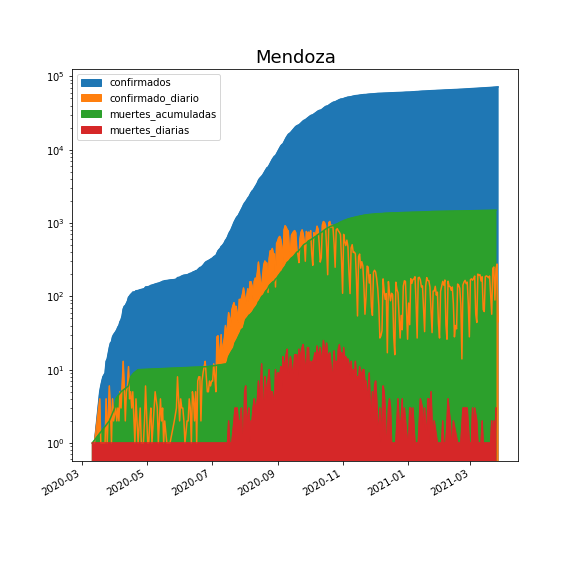 Mendoza
confirmados
confirmado_diario
muertes_acumuladas
muertes_diarias
10^5
10^4
10^3
10^2
10^1
10^0
2020-03
2020-05
2020-07
2020-09
2020-11
2021-01
2021-03